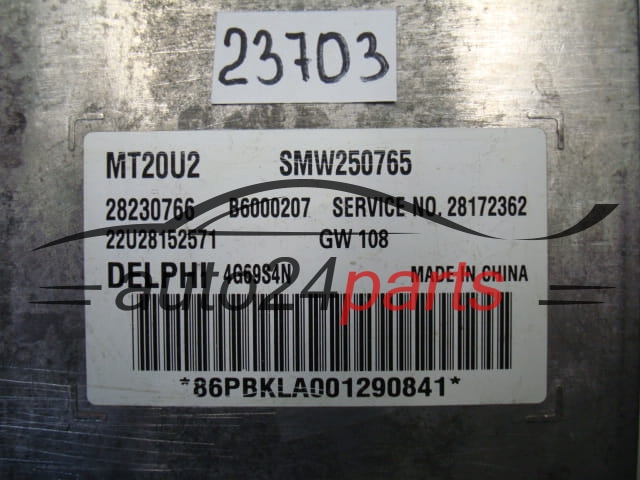 23703
MT20U2 SMW250765
28230766 B6000207 SERVICE NO. 28172362
22U28152571 GW 108
DELPHI 4G69S4N MADE IN CHINA
auto24parts
*86PBKLA001290841*